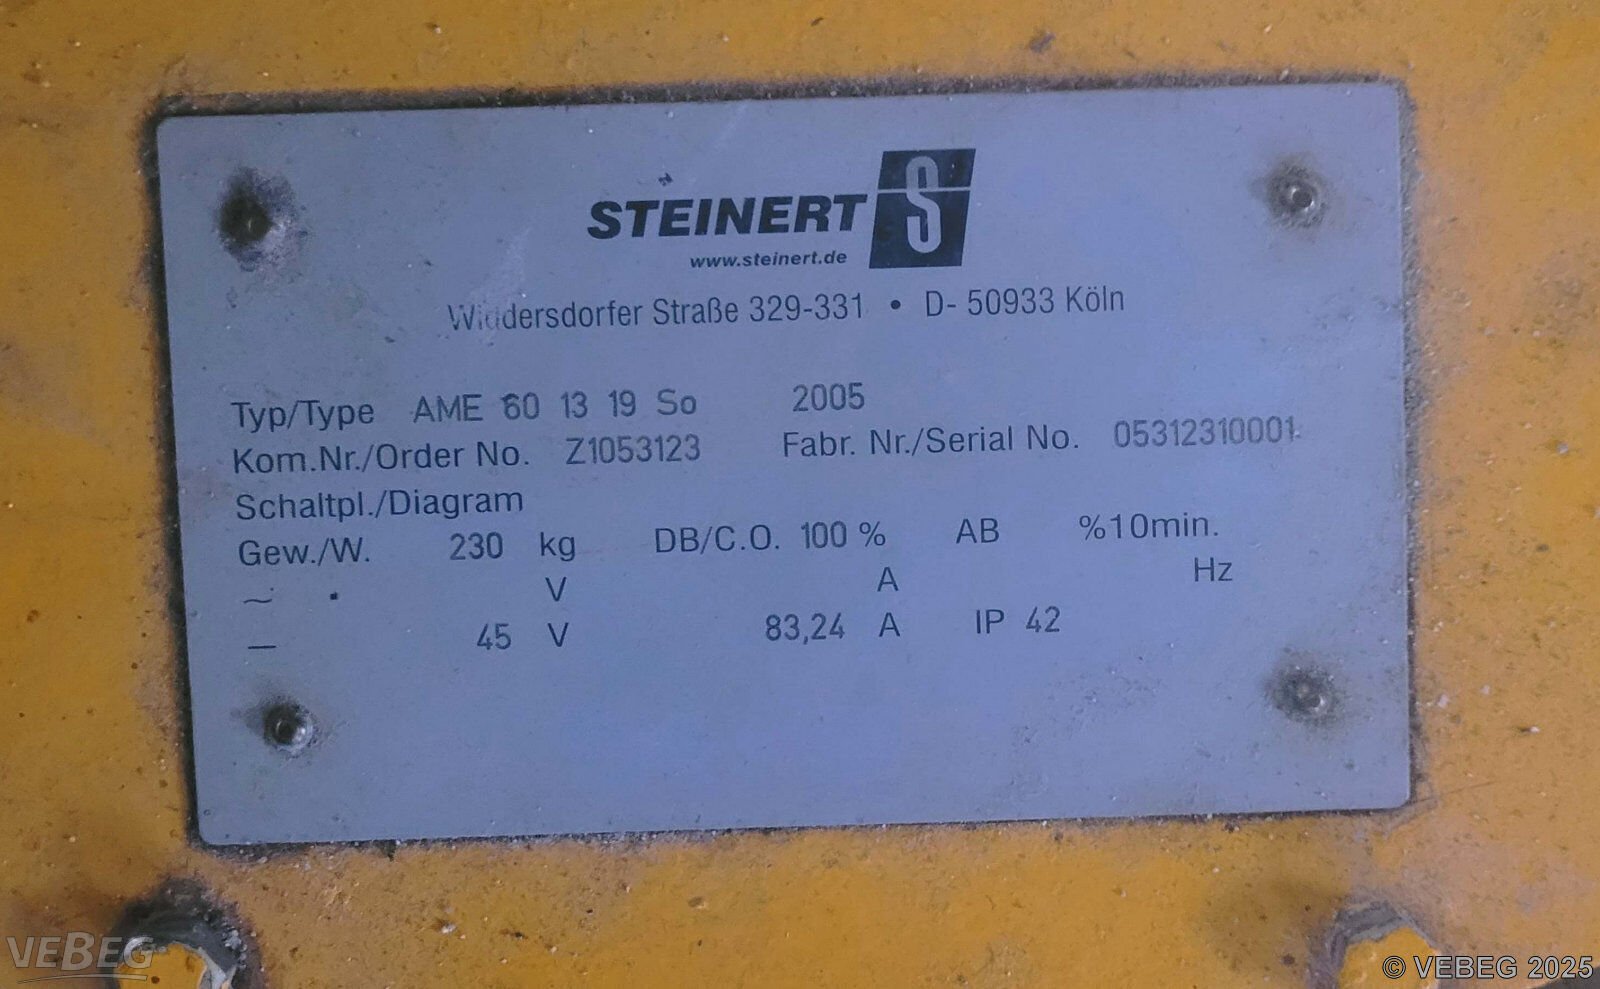 STEINERT S
www.steinert.de
Widdersdorfer Straße 329-331 • D- 50933 Köln
Typ/Type AME 60 13 19 So 2005
Kom.Nr./Order No. Z1053123 Fabr. Nr./Serial No. 05312310001
Schaltpl./Diagram
Gew./W. 230 kg DB/C.O. 100 % AB %10min.
~ V A Hz
— 45 V 83,24 A IP 42
VEBEG
© VEBEG 2025